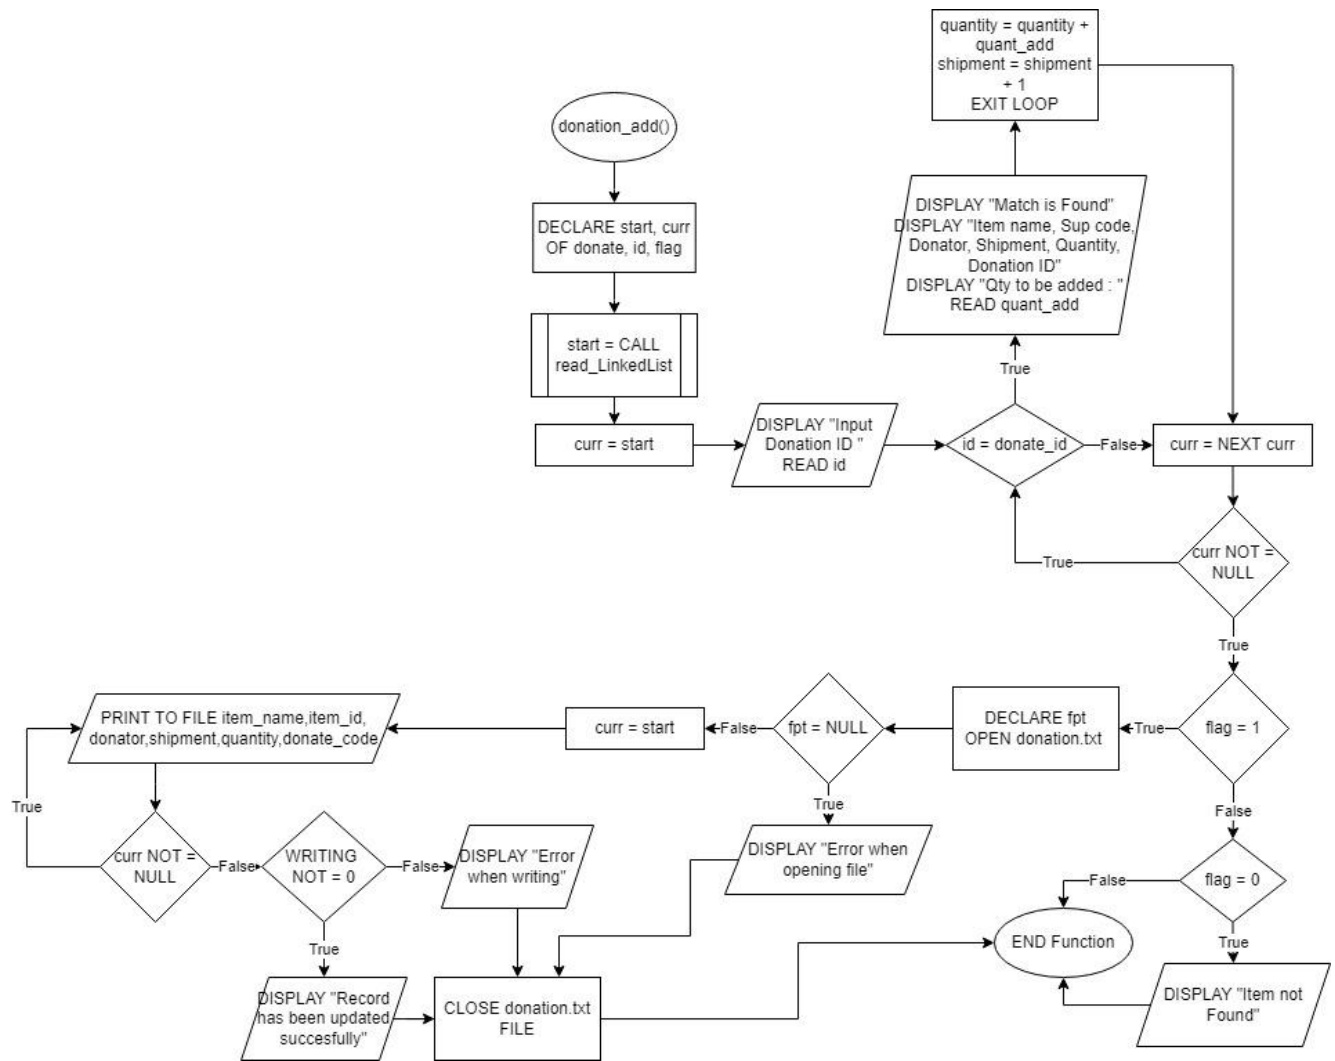 quantity = quantity +
quant_add
shipment = shipment
+ 1
EXIT LOOP
donation_add()
DECLARE start, curr
OF donate, id, flag
DISPLAY "Match is Found"
DISPLAY "Item name, Sup code,
Donator, Shipment, Quantity,
Donation ID"
DISPLAY "Qty to be added : "
READ quant_add
start = CALL
read_LinkedList
True
curr = start
DISPLAY "Input
Donation ID "
READ id
id = donate_id
False
curr = NEXT curr
True
curr NOT =
NULL
True
flag = 1
True
DECLARE fpt
OPEN donation.txt
fpt = NULL
False
curr = start
PRINT TO FILE item_name,item_id,
donator,shipment,quantity,donate_code
True
curr NOT =
NULL
False
WRITING
NOT = 0
False
DISPLAY "Error
when writing"
True
DISPLAY "Error when
opening file"
False
flag = 0
False
True
END Function
DISPLAY "Item not
Found"
True
DISPLAY "Record
has been updated
succesfully"
CLOSE donation.txt
FILE